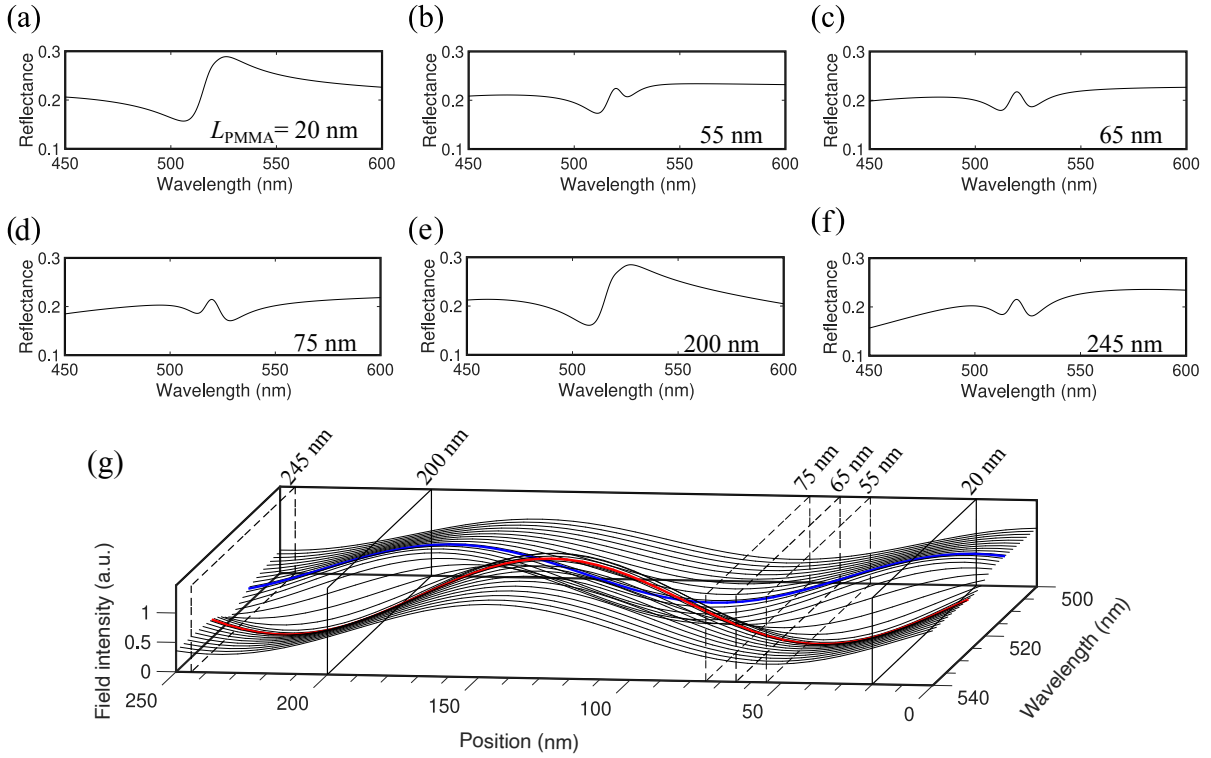 (a)
0.3
0.2
0.1
Reflectance
L_PMMA= 20 nm
450 500 550 600
Wavelength (nm)
(b)
0.3
0.2
0.1
Reflectance
55 nm
450 500 550 600
Wavelength (nm)
(c)
0.3
0.2
0.1
Reflectance
65 nm
450 500 550 600
Wavelength (nm)
(d)
0.3
0.2
0.1
Reflectance
75 nm
450 500 550 600
Wavelength (nm)
(e)
0.3
0.2
0.1
Reflectance
200 nm
450 500 550 600
Wavelength (nm)
(f)
0.3
0.2
0.1
Reflectance
245 nm
450 500 550 600
Wavelength (nm)
(g)
245 nm
200 nm
75 nm
65 nm
55 nm
20 nm
Field intensity (a.u.)
1
0.5
0
250 200 150 100 50 0
Position (nm)
500
520
540
Wavelength (nm)